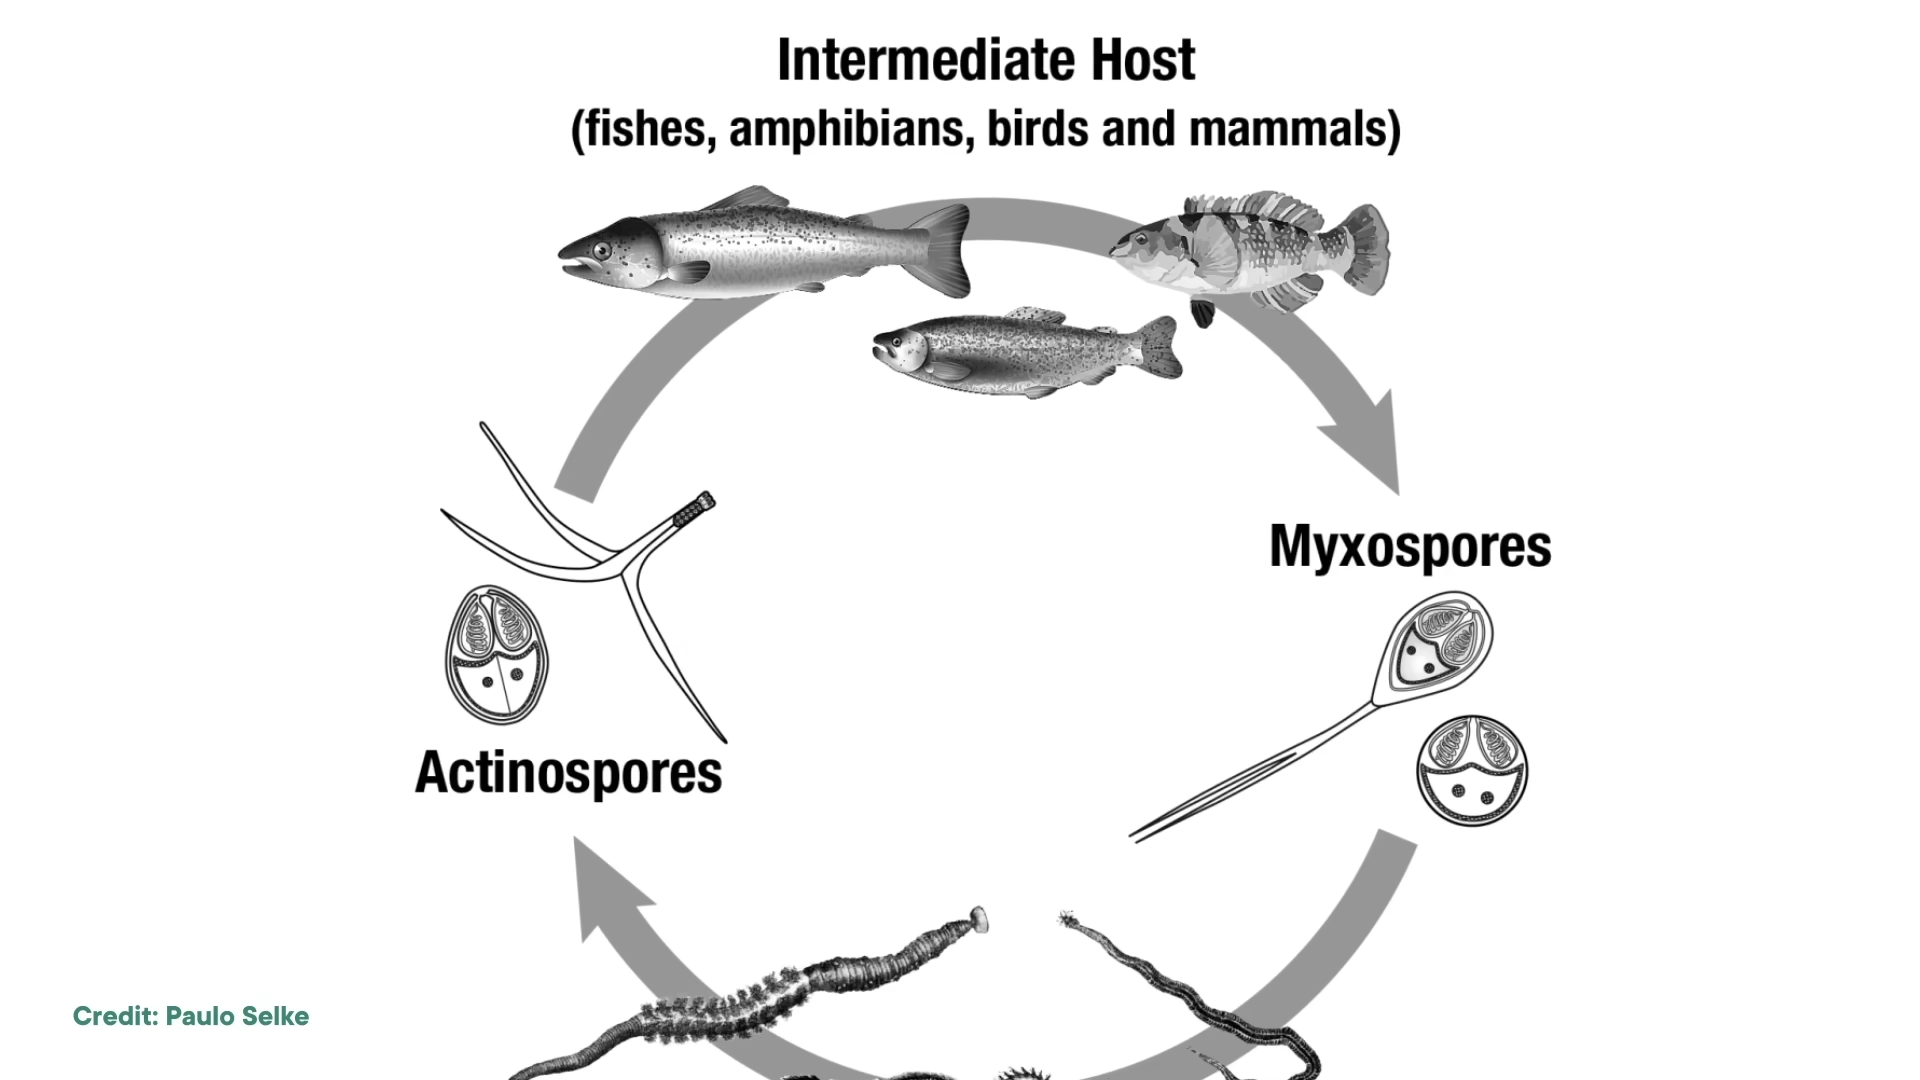 Intermediate Host
(fishes, amphibians, birds and mammals)
Myxospores
Actinospores
Credit: Paulo Selke